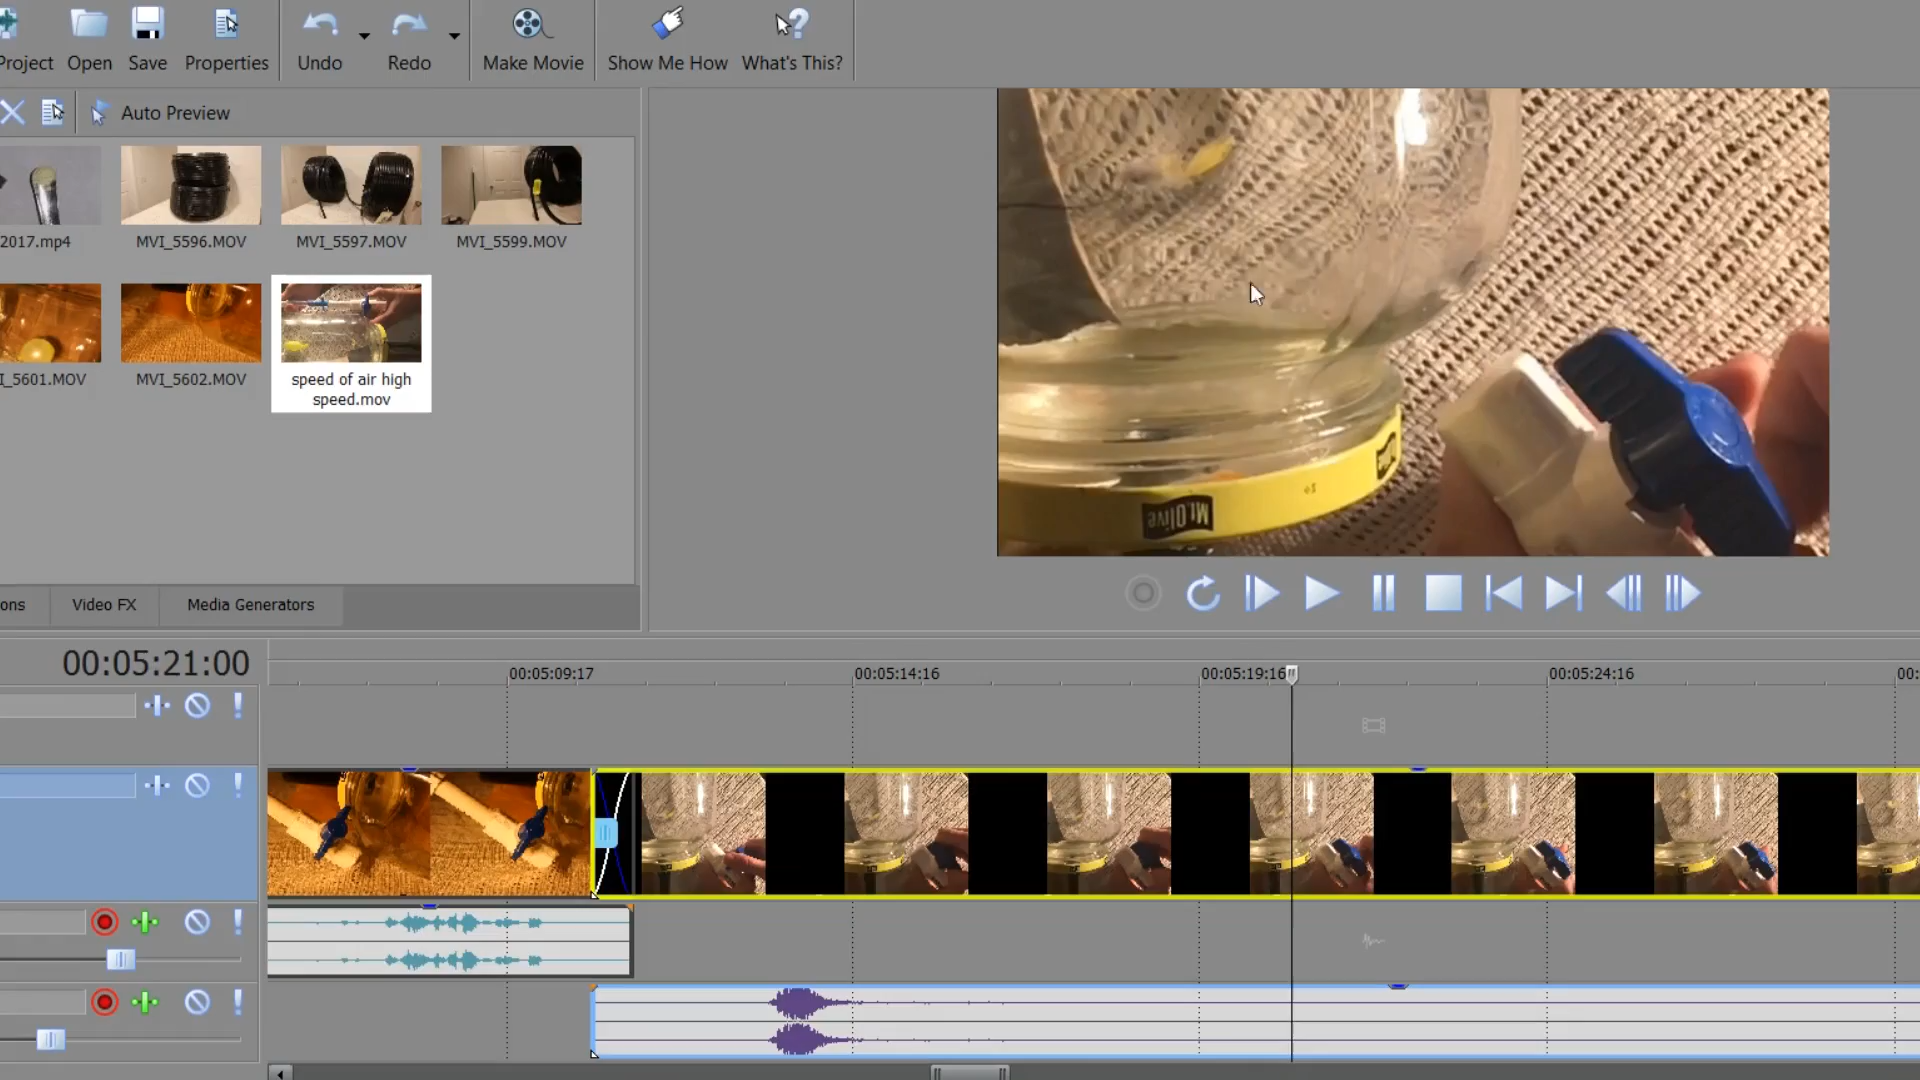 Project Open Save Properties Undo Redo Make Movie Show Me How What's This?
Auto Preview
2017.mp4 MVI_5596.MOV MVI_5597.MOV MVI_5599.MOV
I_5601.MOV MVI_5602.MOV speed of air high
speed.mov
Mt.Olive
ons Video FX Media Generators
00:05:21:00
00:05:09:17 00:05:14:16 00:05:19:16 00:05:24:16 00: